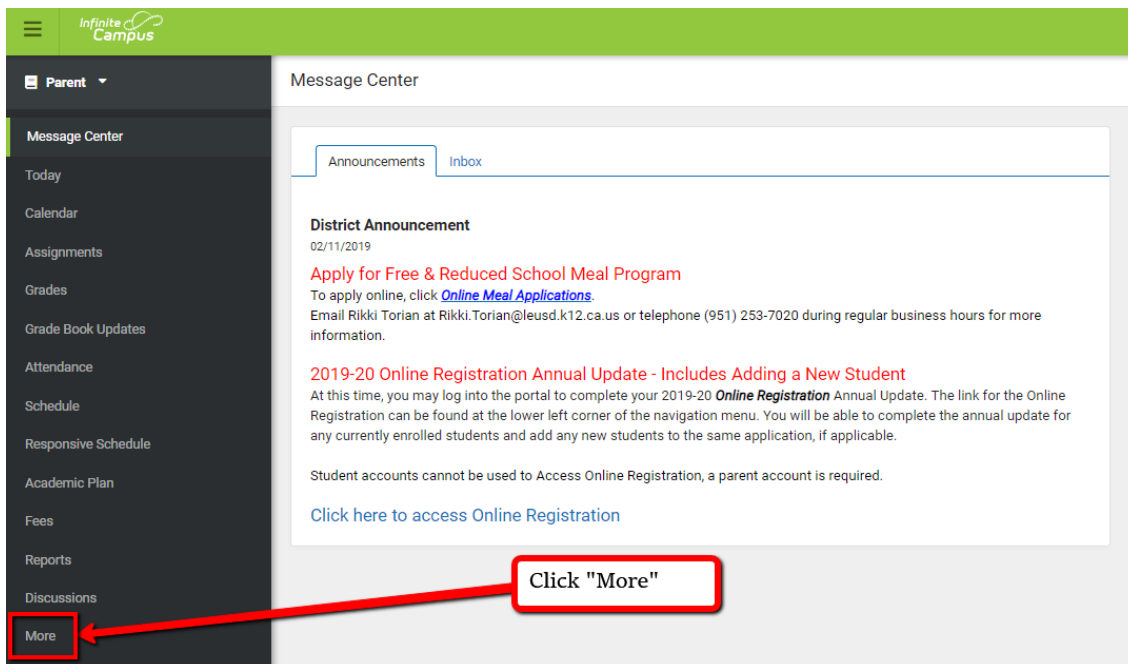 Infinite
Campus
Parent
Message Center
Message Center
Today
Calendar
Assignments
Grades
Grade Book Updates
Attendance
Schedule
Responsive Schedule
Academic Plan
Fees
Reports
Discussions
More
Announcements
Inbox
District Announcement
02/11/2019
Apply for Free & Reduced School Meal Program
To apply online, click Online Meal Applications.
Email Rikki Torian at Rikki.Torian@leusd.k12.ca.us or telephone (951) 253-7020 during regular business hours for more
information.
2019-20 Online Registration Annual Update - Includes Adding a New Student
At this time, you may log into the portal to complete your 2019-20 Online Registration Annual Update. The link for the Online
Registration can be found at the lower left corner of the navigation menu. You will be able to complete the annual update for
any currently enrolled students and add any new students to the same application, if applicable.
Student accounts cannot be used to Access Online Registration, a parent account is required.
Click here to access Online Registration
Click "More"